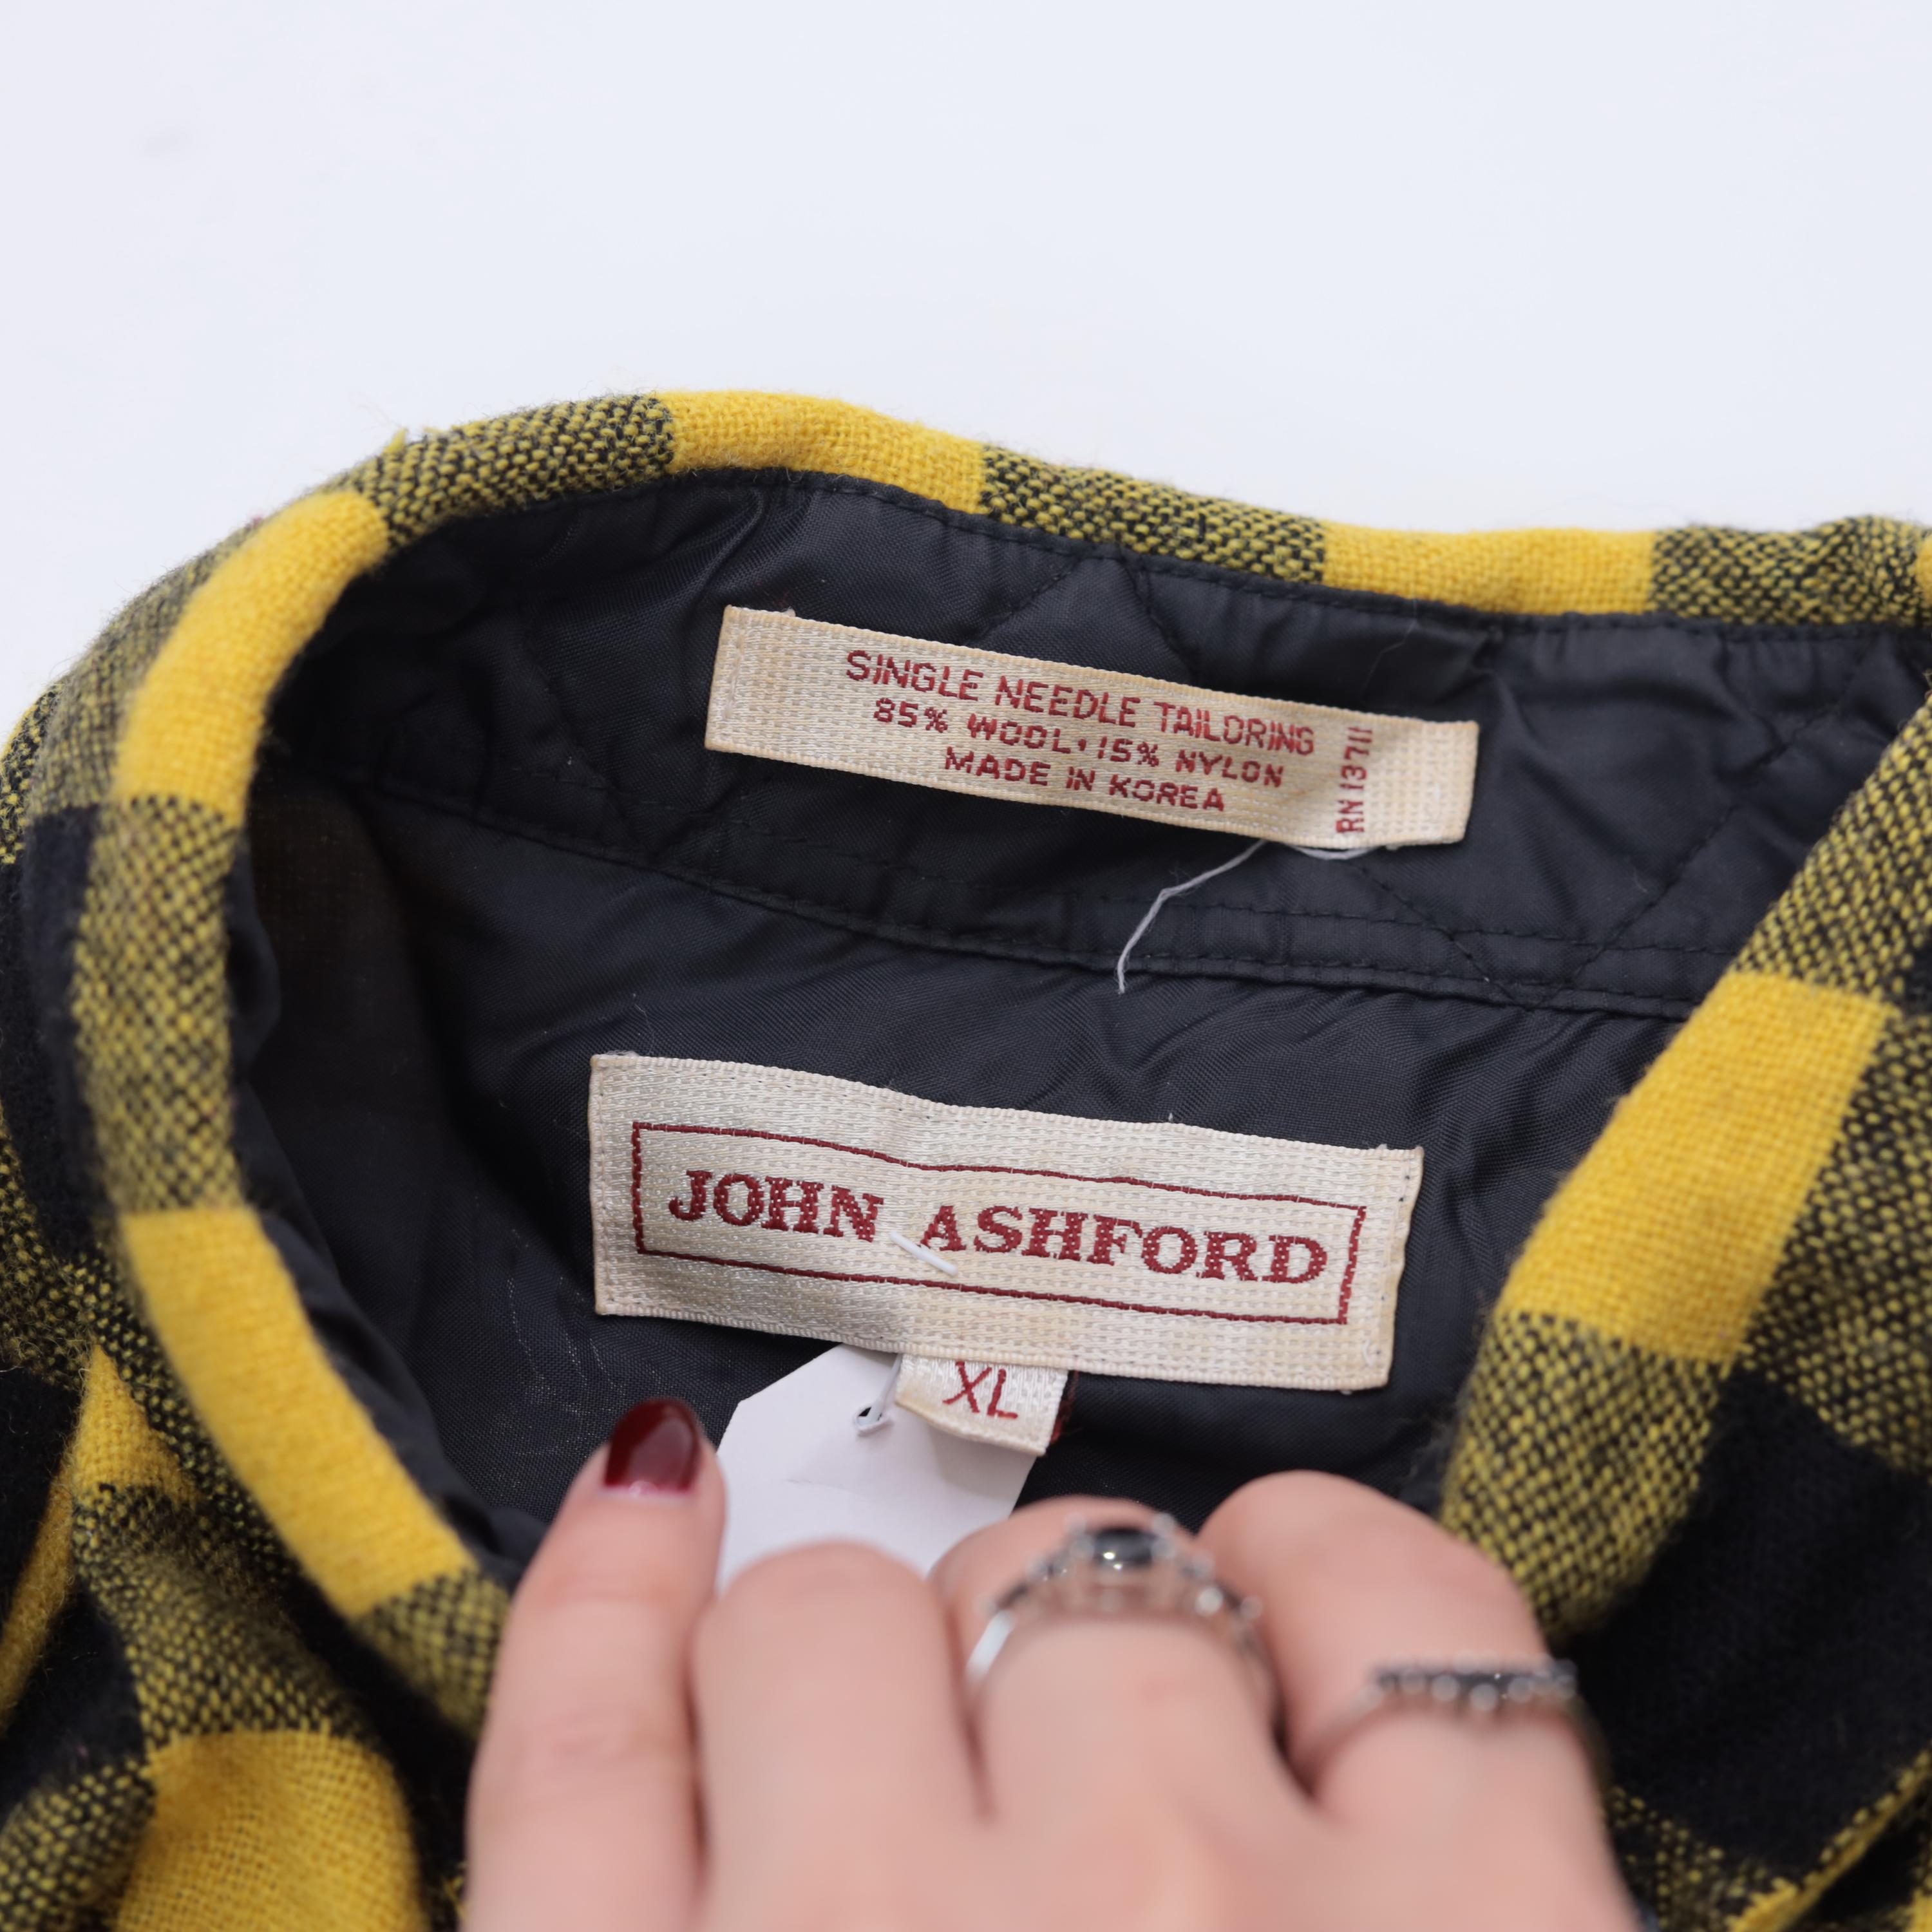 SINGLE NEEDLE TAILORING
85% WOOL • 15% NYLON
MADE IN KOREA
RN 13711
JOHN ASHFORD
XL